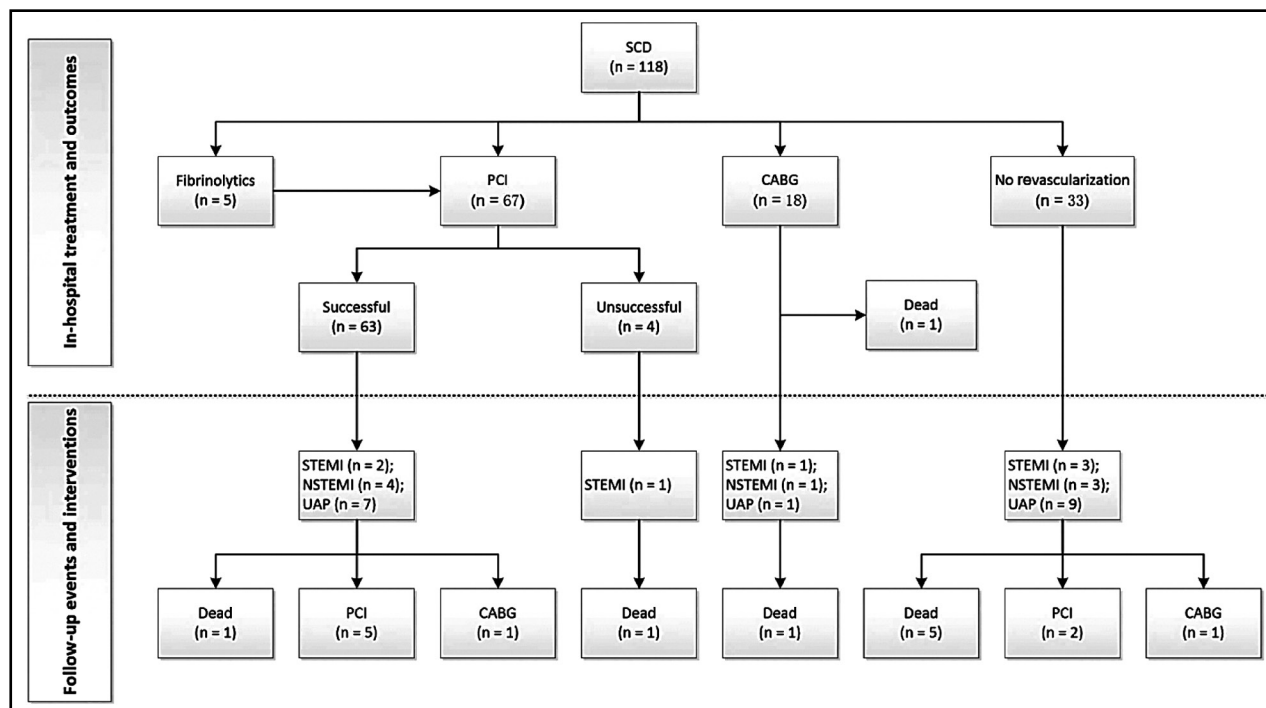 In-hospital treatment and outcomes
SCD
(n = 118)
Fibrinolytics
(n = 5)
PCI
(n = 67)
CABG
(n = 18)
No revascularization
(n = 33)
Successful
(n = 63)
Unsuccessful
(n = 4)
Dead
(n = 1)
Follow-up events and interventions
STEMI (n = 2);
NSTEMI (n = 4);
UAP (n = 7)
STEMI (n = 1)
STEMI (n = 1);
NSTEMI (n = 1);
UAP (n = 1)
STEMI (n = 3);
NSTEMI (n = 3);
UAP (n = 9)
Dead
(n = 1)
PCI
(n = 5)
CABG
(n = 1)
Dead
(n = 1)
Dead
(n = 1)
Dead
(n = 5)
PCI
(n = 2)
CABG
(n = 1)